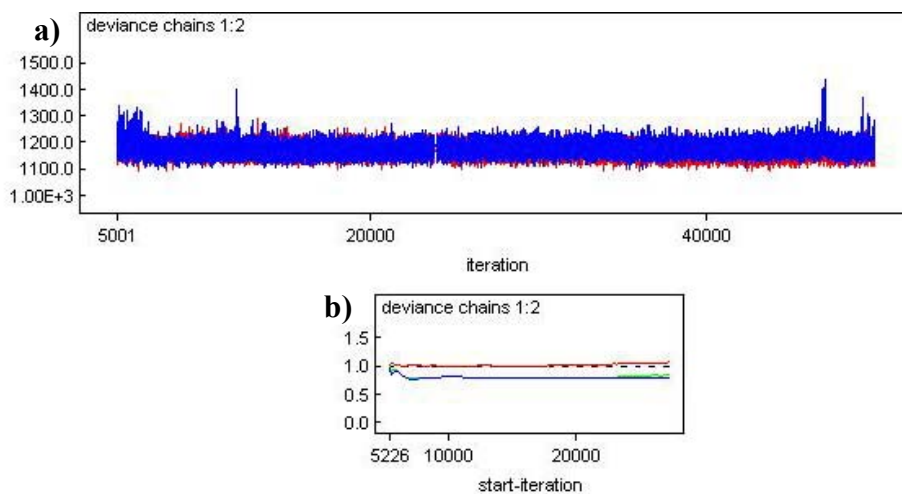 a)
deviance chains 1:2
1500.0
1400.0
1300.0
1200.0
1100.0
1.00E+3
5001 20000 40000
iteration
b)
deviance chains 1:2
1.5
1.0
0.5
0.0
5226 10000 20000
start-iteration